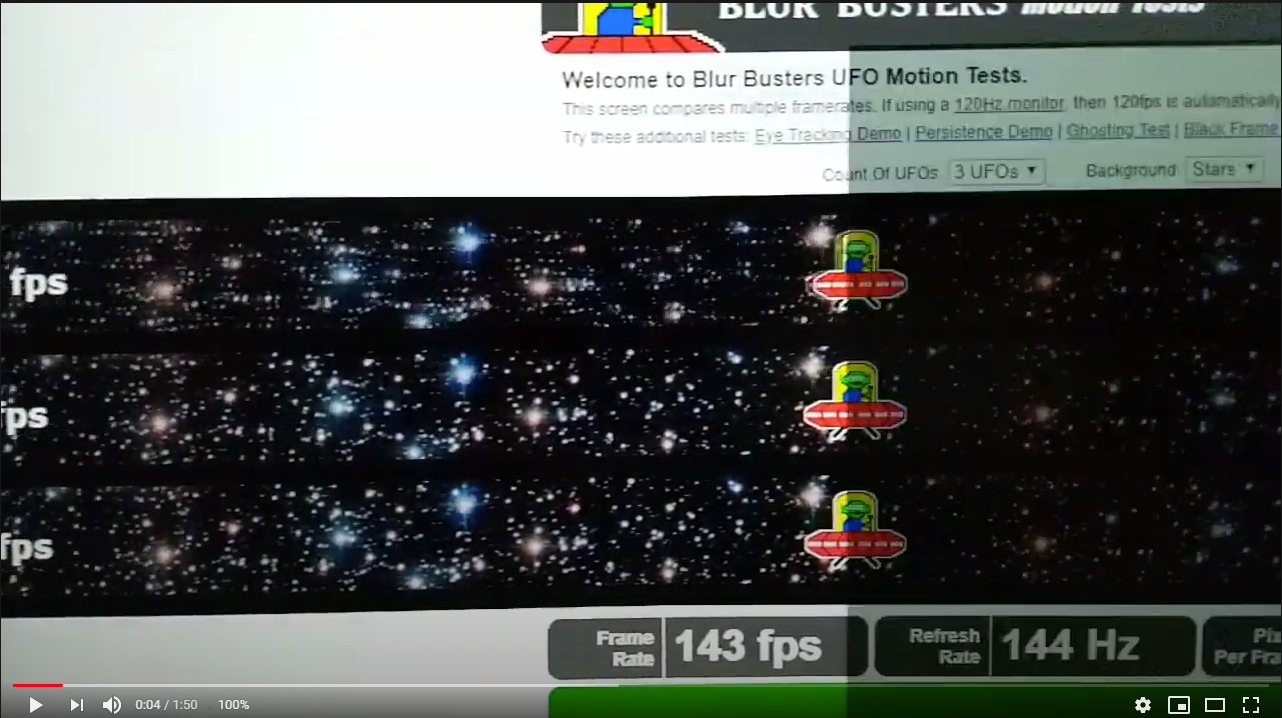 BLUR BUSTERS Motion Tests
Welcome to Blur Busters UFO Motion Tests.
This screen compares multiple framerates. If using a 120Hz monitor, then 120fps is automatically
Try these additional tests: Eye Tracking Demo | Persistence Demo | Ghosting Test | Black Frame
Count Of UFOs 3 UFOs Background Stars
fps
fps
fps
Frame Rate 143 fps Refresh Rate 144 Hz Pix Per Fra
0:04 / 1:50 100%